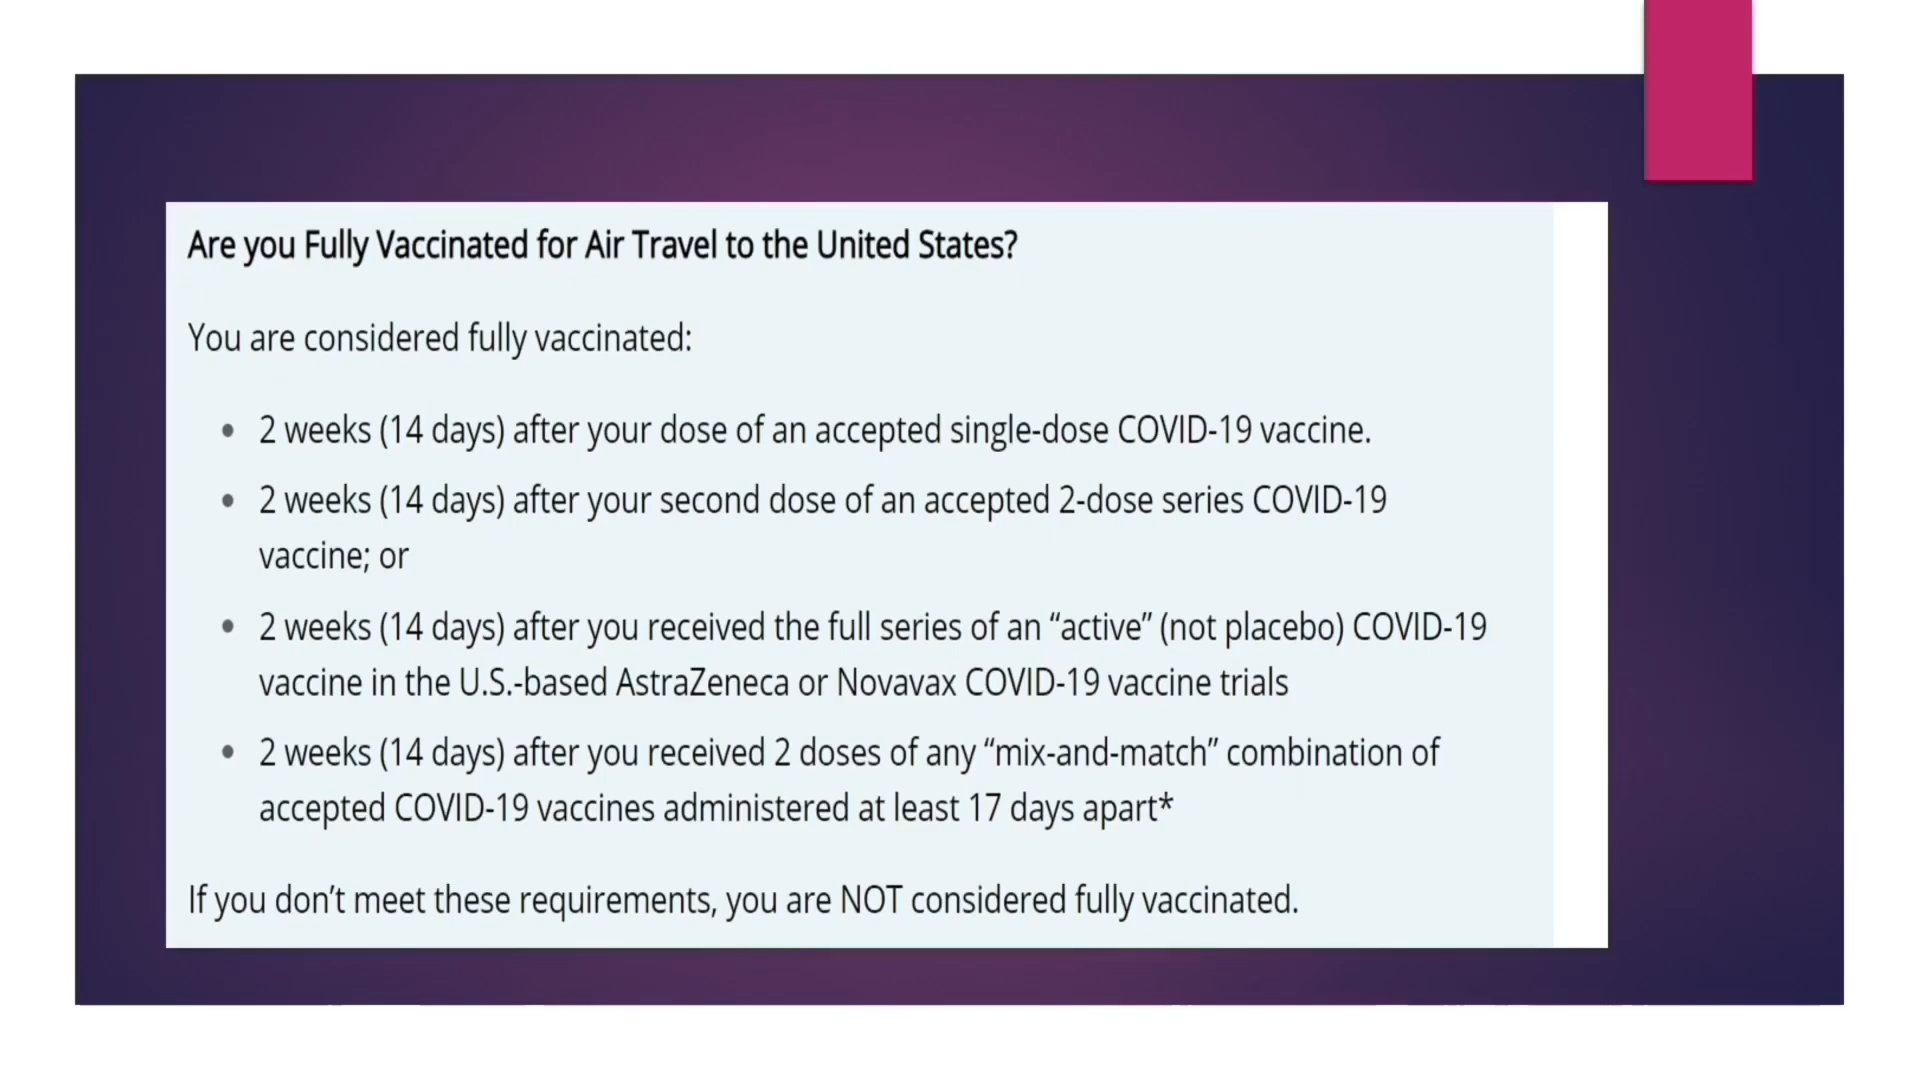 Are you Fully Vaccinated for Air Travel to the United States?
You are considered fully vaccinated:
• 2 weeks (14 days) after your dose of an accepted single-dose COVID-19 vaccine.
• 2 weeks (14 days) after your second dose of an accepted 2-dose series COVID-19
vaccine; or
• 2 weeks (14 days) after you received the full series of an “active” (not placebo) COVID-19
vaccine in the U.S.-based AstraZeneca or Novavax COVID-19 vaccine trials
• 2 weeks (14 days) after you received 2 doses of any “mix-and-match” combination of
accepted COVID-19 vaccines administered at least 17 days apart*
If you don’t meet these requirements, you are NOT considered fully vaccinated.